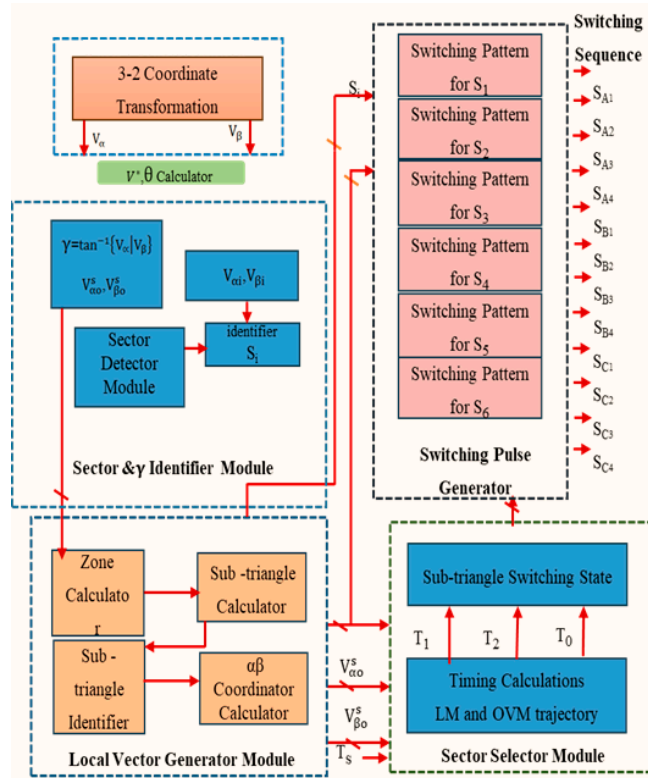 3-2 Coordinate
Transformation
Vα
Vβ
V*,θ Calculator
γ=tan⁻¹{Vα|Vβ}
Vˢαo,Vˢβo
Vαi,Vβi
Sector
Detector
Module
identifier
Si
Sector &γ Identifier Module
Zone
Calculato
r
Sub -triangle
Calculator
Sub -
triangle
Identifier
αβ
Coordinator
Calculator
Local Vector Generator Module
Si
Switching Pattern
for S1
Switching Pattern
for S2
Switching Pattern
for S3
Switching Pattern
for S4
Switching Pattern
for S5
Switching Pattern
for S6
Switching Pulse
Generator
Switching
Sequence
SA1
SA2
SA3
SA4
SB1
SB2
SB3
SB4
SC1
SC2
SC3
SC4
Vˢαo
Vˢβo
Ts
Sub-triangle Switching State
T1 T2 T0
Timing Calculations
LM and OVM trajectory
Sector Selector Module